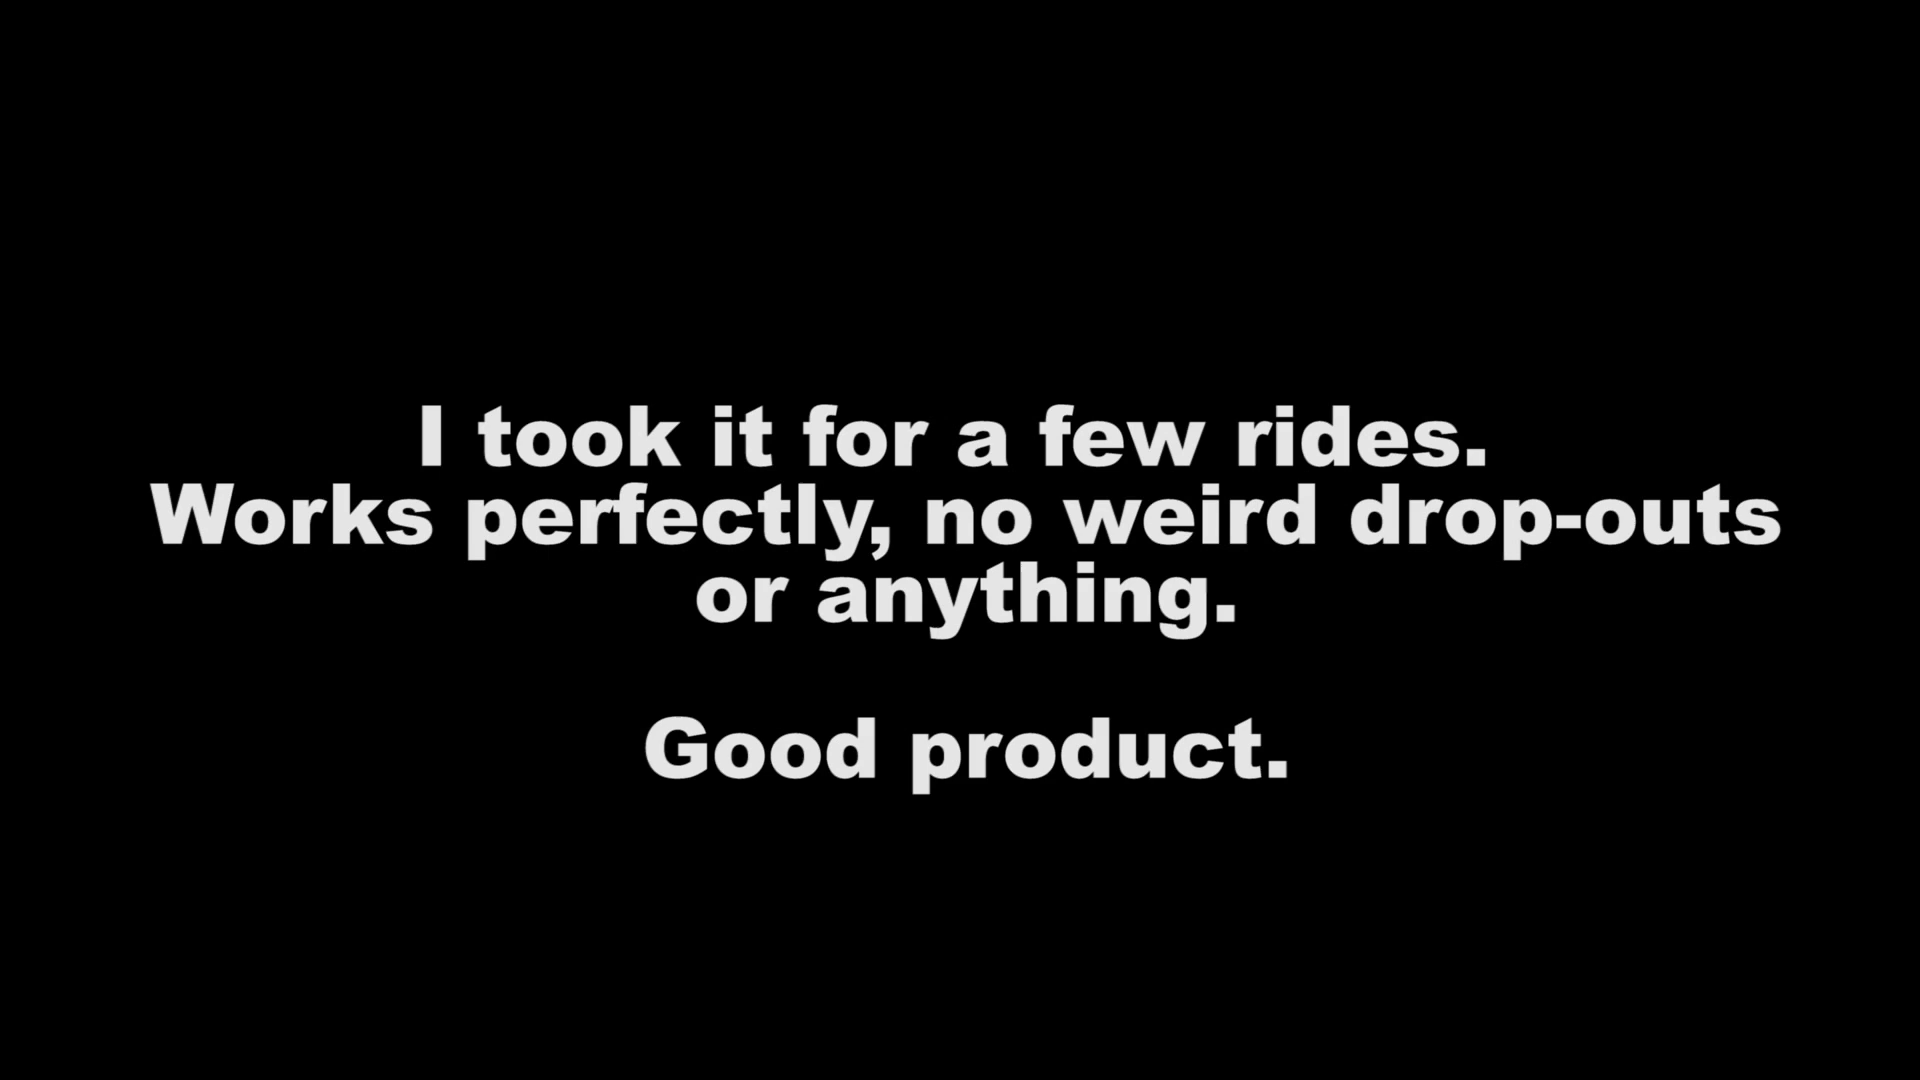 I took it for a few rides.
Works perfectly, no weird drop-outs
or anything.
Good product.